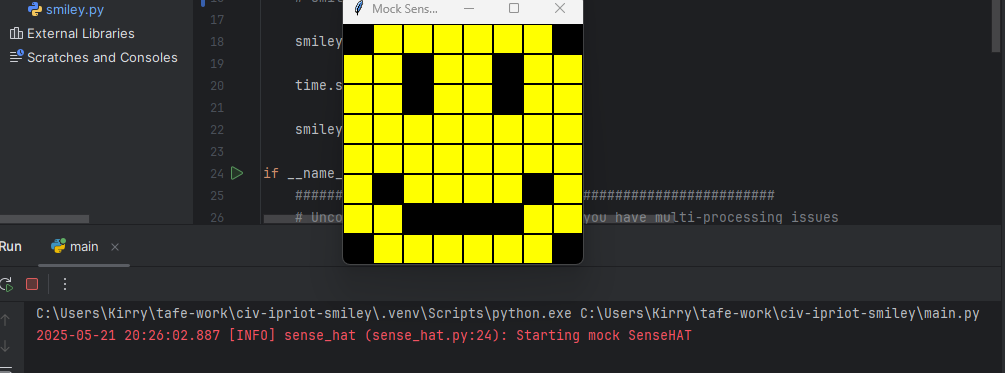 smiley.py
External Libraries
Scratches and Consoles
Mock Sens...
17
18 smiley
19
20 time.s
21
22 smiley
23
24 if __name_
25 ###### ########################
26 # Unco you have multi-processing issues
Run main
C:\Users\Kirry\tafe-work\civ-ipriot-smiley\.venv\Scripts\python.exe C:\Users\Kirry\tafe-work\civ-ipriot-smiley\main.py
2025-05-21 20:26:02.887 [INFO] sense_hat (sense_hat.py:24): Starting mock SenseHAT